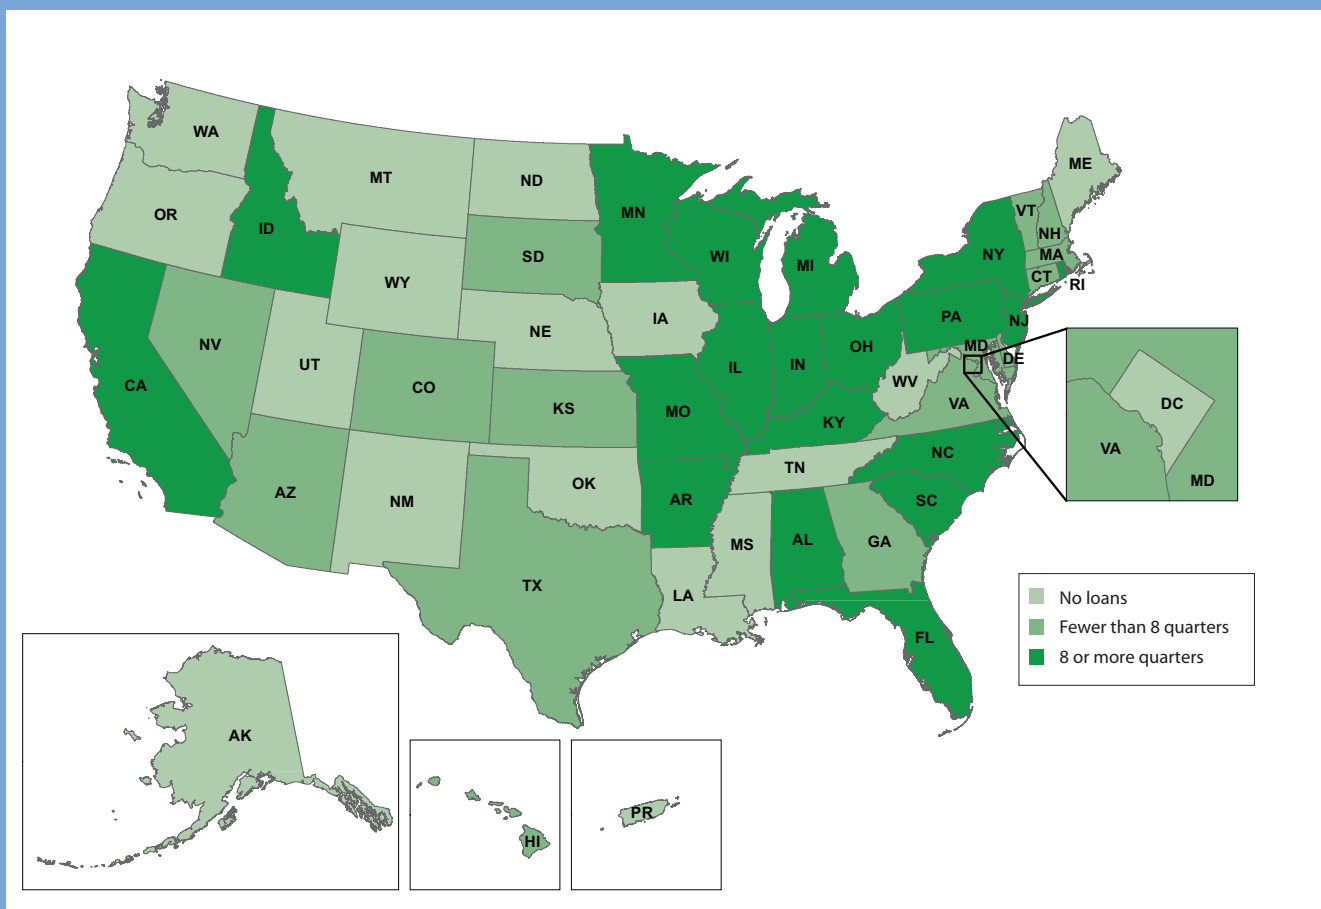 WA
MT
ND
MN
ME
OR
ID
SD
WI
MI
NY
VT
NH
MA
CT
RI
WY
IA
NE
NV
UT
CO
KS
CA
IL
IN
OH
PA
NJ
MD
DE
WV
VA
MO
KY
DC
VA
MD
AZ
NM
OK
AR
TN
NC
SC
MS
AL
GA
TX
LA
FL
No loans
Fewer than 8 quarters
8 or more quarters
AK
HI
PR